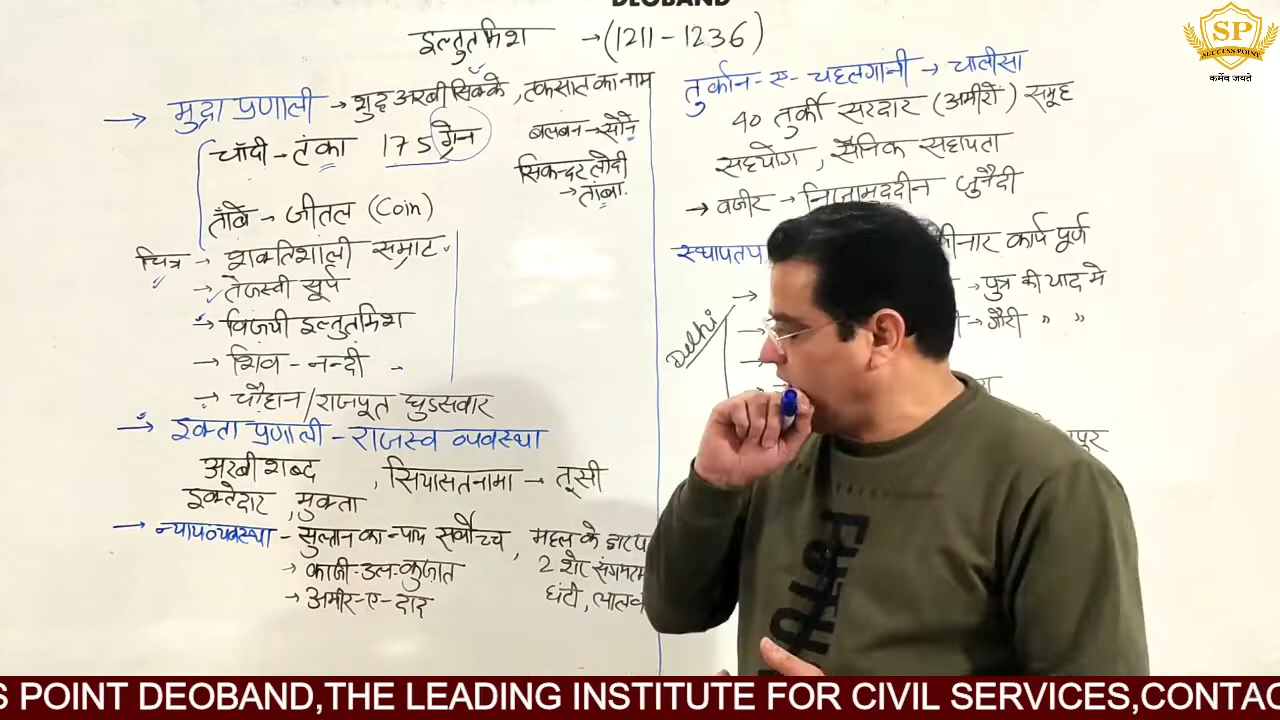 DEOBAND
SP
SUCCESS POINT
कर्मेव जयते
इल्तुतमिश → (1211-1236)
→ मुद्रा प्रणाली → शुद्ध अरबी सिक्के, टकसाल का नाम
चाँदी - टंका 175 ग्रेन
ताँबे → जीतल (Coin)
बलबन → सोने
सिकन्दर लोदी
→ तांबा
चित्र → शक्तिशाली सम्राट
→ तेजस्वी सूर्य
→ विजयी इल्तुतमिश
→ शिव - नन्दी
→ चौहान/राजपूत घुडसवार
→ इक्ता प्रणाली - राजस्व व्यवस्था
अरबी शब्द, सियासतनामा → तूसी
इक्तेदार, मुक्ता
→ न्यायव्यवस्था - सुल्तान का न्याय सर्वोच्च, महल के
→ काजी-उल-कुजात 2 शेर
→ अमीर-ए-दाद घंटी,
तुर्कान-ए-चहलगानी → चालीसा
40 तुर्की सरदार (अमीरों) समूह
सहयोग, सैनिक सहायता
→ वजीर → निजामुद्दीन जुनैदी
मीनार कार्य पूर्ण
→ पुत्र की याद मे
→ गौरी " "
Delhi
S POINT DEOBAND,THE LEADING INSTITUTE FOR CIVIL SERVICES,CONTAC